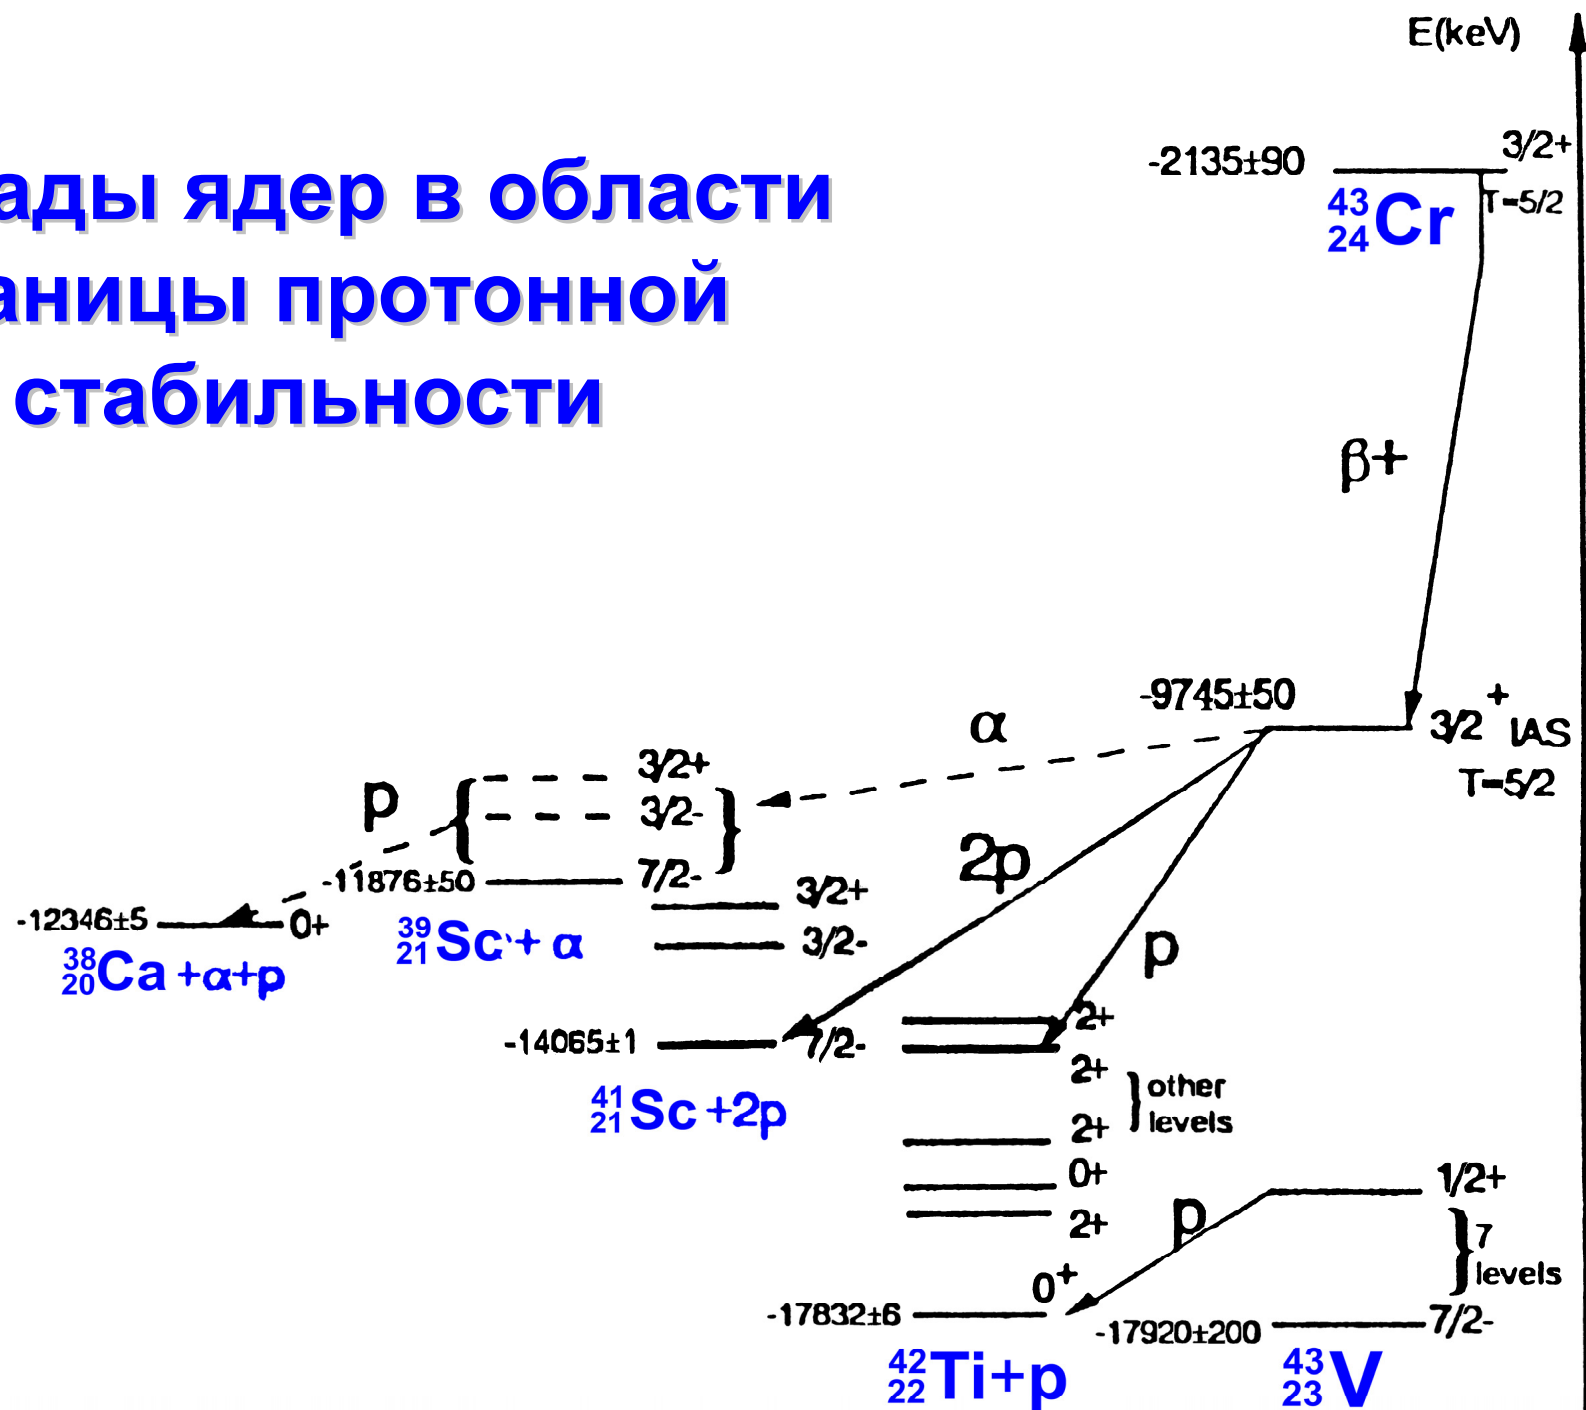 E(keV)
ады ядер в области
аницы протонной
стабильности
-2135±90
3/2+
T=5/2
43
24 Cr
β+
-9745±50
3/2 + IAS
T=5/2
α
p
3/2+
3/2-
7/2-
-11876±50
39
21 Sc + α
-12346±5
0+
38
20 Ca +α+p
2p
p
3/2+
3/2-
-14065±1
7/2-
41
21 Sc +2p
2+
2+
2+
other
levels
0+
2+
0+
-17832±6
42
22 Ti+p
p
1/2+
7
levels
-17920±200
7/2-
43
23 V